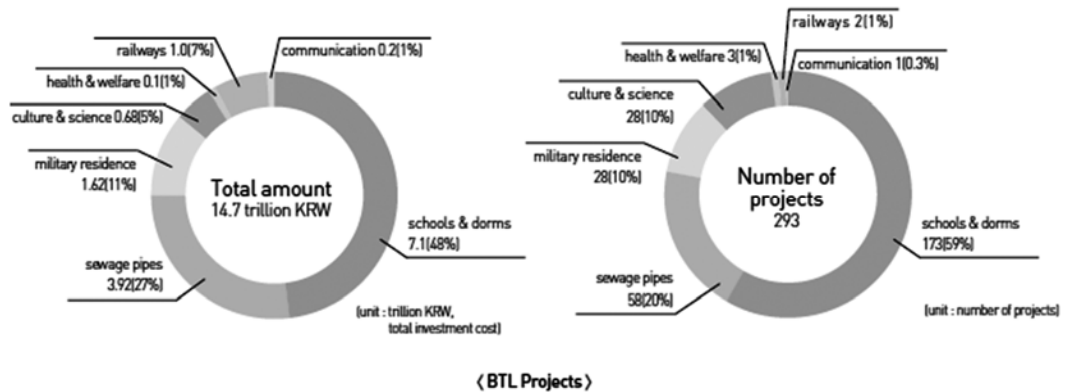 railways 1.0(7%)
communication 0.2(1%)
health & welfare 0.1(1%)
culture & science 0.68(5%)
military residence
1.62(11%)
Total amount
14.7 trillion KRW
schools & dorms
7.1(48%)
sewage pipes
3.92(27%)
(unit : trillion KRW,
total investment cost)
railways 2(1%)
health & welfare 3(1%)
communication 1(0.3%)
culture & science
28(10%)
military residence
28(10%)
Number of
projects
293
schools & dorms
173(59%)
sewage pipes
58(20%)
(unit : number of projects)
〈 BTL Projects 〉